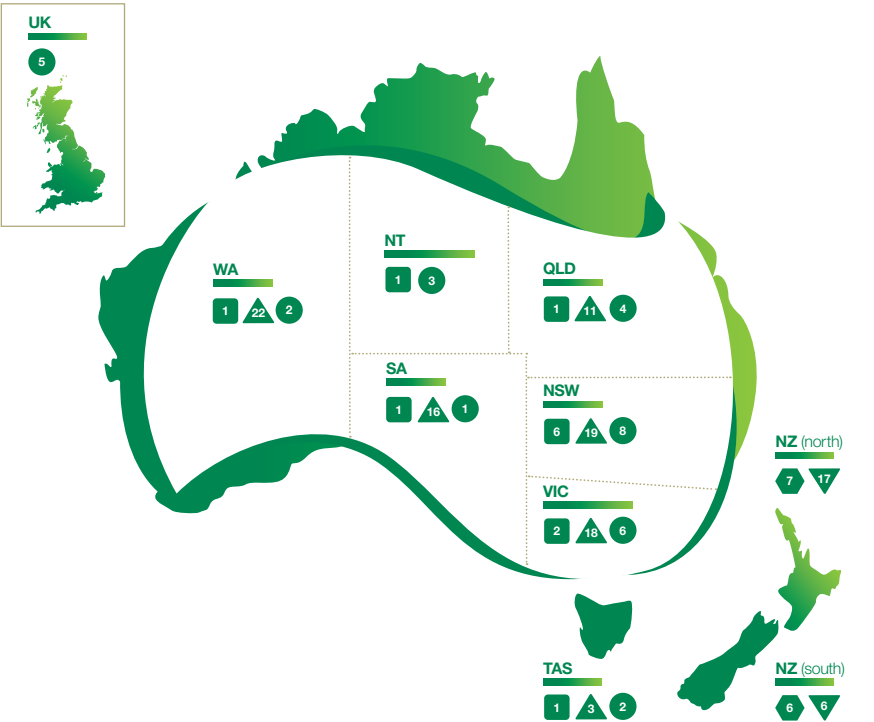 UK
5
NT
1 3
WA
1 22 2
QLD
1 11 4
SA
1 16 1
NSW
6 19 8
NZ (north)
7 17
VIC
2 18 6
TAS
1 3 2
NZ (south)
6 6